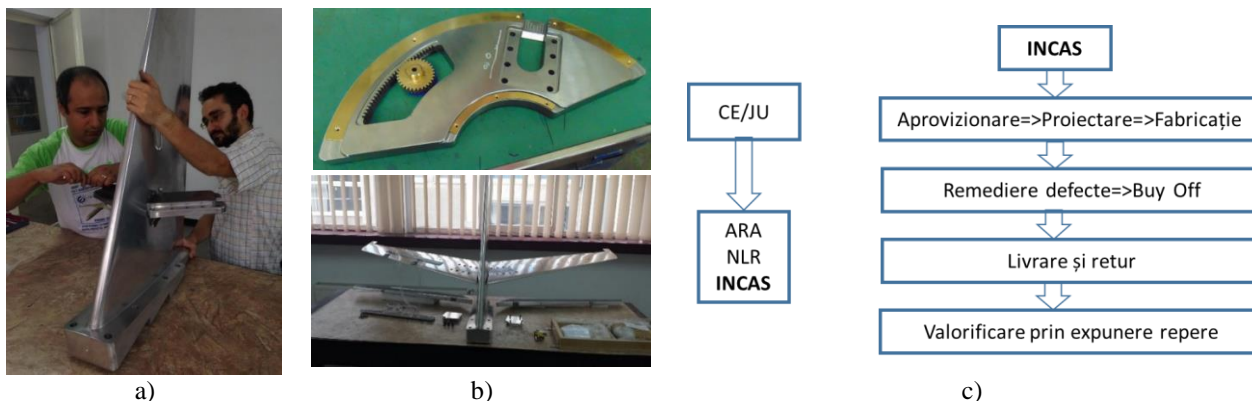 CE/JU
ARA
NLR
INCAS
INCAS
Aprovizionare=>Proiectare=>Fabricație
Remediere defecte=>Buy Off
Livrare și retur
Valorificare prin expunere repere
a)
b)
c)